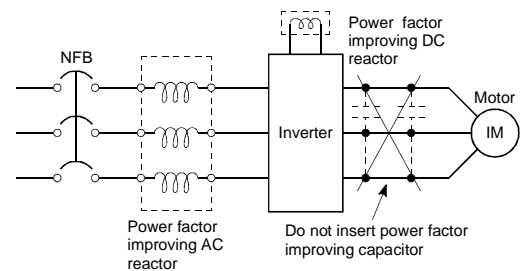 Power factor
improving DC
reactor
NFB
Motor
Inverter
IM
Power factor
improving AC
reactor
Do not insert power factor
improving capacitor